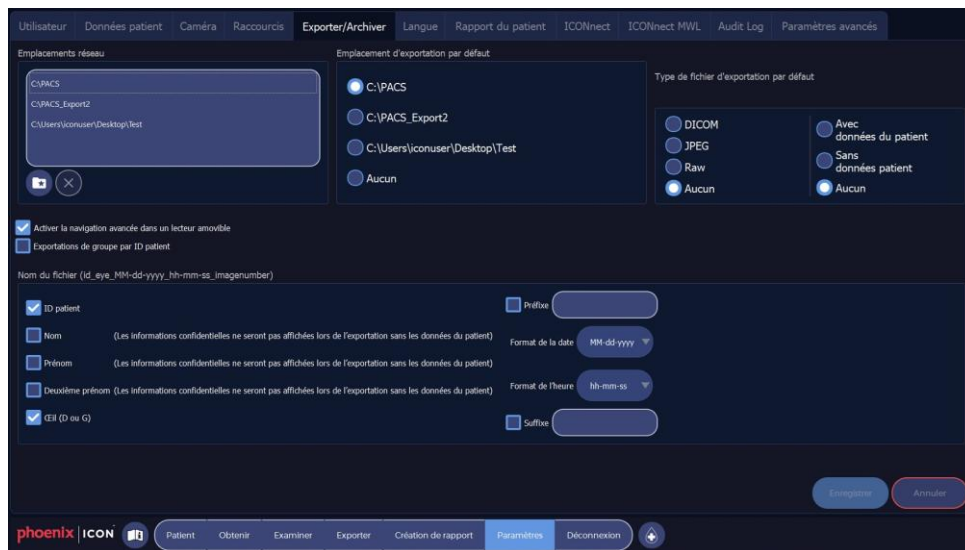 Utilisateur Données patient Caméra Raccourcis Exporter/Archiver Langue Rapport du patient ICONnect ICONnect MWL Audit Log Paramètres avancés
Emplacements réseau
C:\PACS
C:\PACS_Export2
C:\Users\iconuser\Desktop\Test
Emplacement d'exportation par défaut
C:\PACS
C:\PACS_Export2
C:\Users\iconuser\Desktop\Test
Aucun
Type de fichier d'exportation par défaut
DICOM
JPEG
Raw
Aucun
Avec
données du patient
Sans
données patient
Aucun
Activer la navigation avancée dans un lecteur amovible
Exportations de groupe par ID patient
Nom du fichier (id_eye_MM-dd-yyyy_hh-mm-ss_imagenumber)
ID patient
Nom (Les informations confidentielles ne seront pas affichées lors de l'exportation sans les données du patient)
Prénom (Les informations confidentielles ne seront pas affichées lors de l'exportation sans les données du patient)
Deuxième prénom (Les informations confidentielles ne seront pas affichées lors de l'exportation sans les données du patient)
Œil (D ou G)
Préfixe
Format de la date MM-dd-yyyy
Format de l'heure hh-mm-ss
Suffixe
Enregistrer Annuler
phoenix ICON Patient Obtenir Examiner Exporter Création de rapport Paramètres Déconnexion